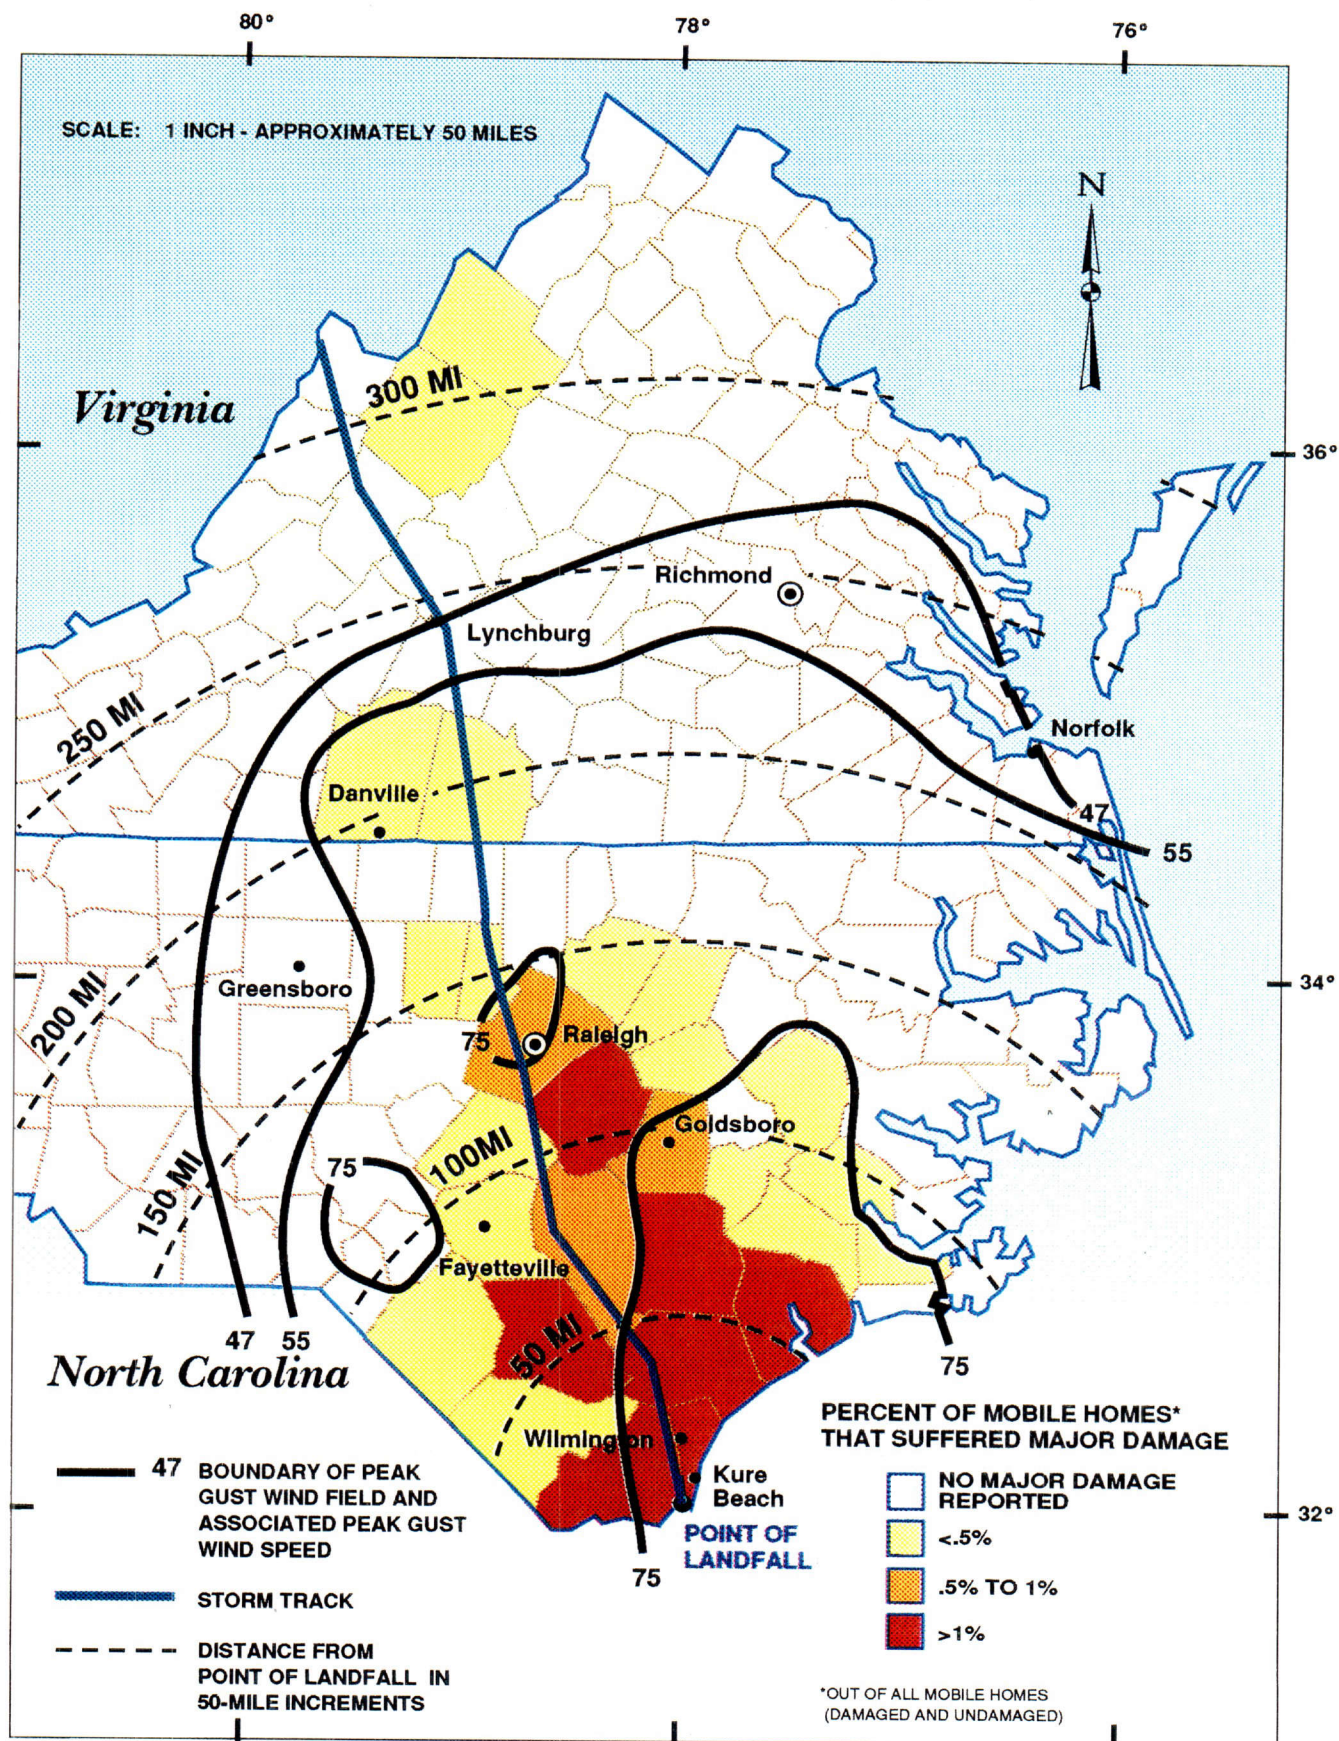 80°
78°
76°
SCALE: 1 INCH - APPROXIMATELY 50 MILES
N
300 MI
Virginia
36°
Richmond
Lynchburg
250 MI
Norfolk
Danville
47
55
Greensboro
34°
200 MI
75
Raleigh
Goldsboro
100MI
75
150 MI
Fayetteville
50 MI
47
55
75
North Carolina
PERCENT OF MOBILE HOMES*
THAT SUFFERED MAJOR DAMAGE
Wilmington
47
BOUNDARY OF PEAK
GUST WIND FIELD AND
ASSOCIATED PEAK GUST
WIND SPEED
Kure
Beach
NO MAJOR DAMAGE
REPORTED
32°
POINT OF
LANDFALL
<.5%
75
STORM TRACK
.5% TO 1%
>1%
DISTANCE FROM
POINT OF LANDFALL IN
50-MILE INCREMENTS
*OUT OF ALL MOBILE HOMES
(DAMAGED AND UNDAMAGED)